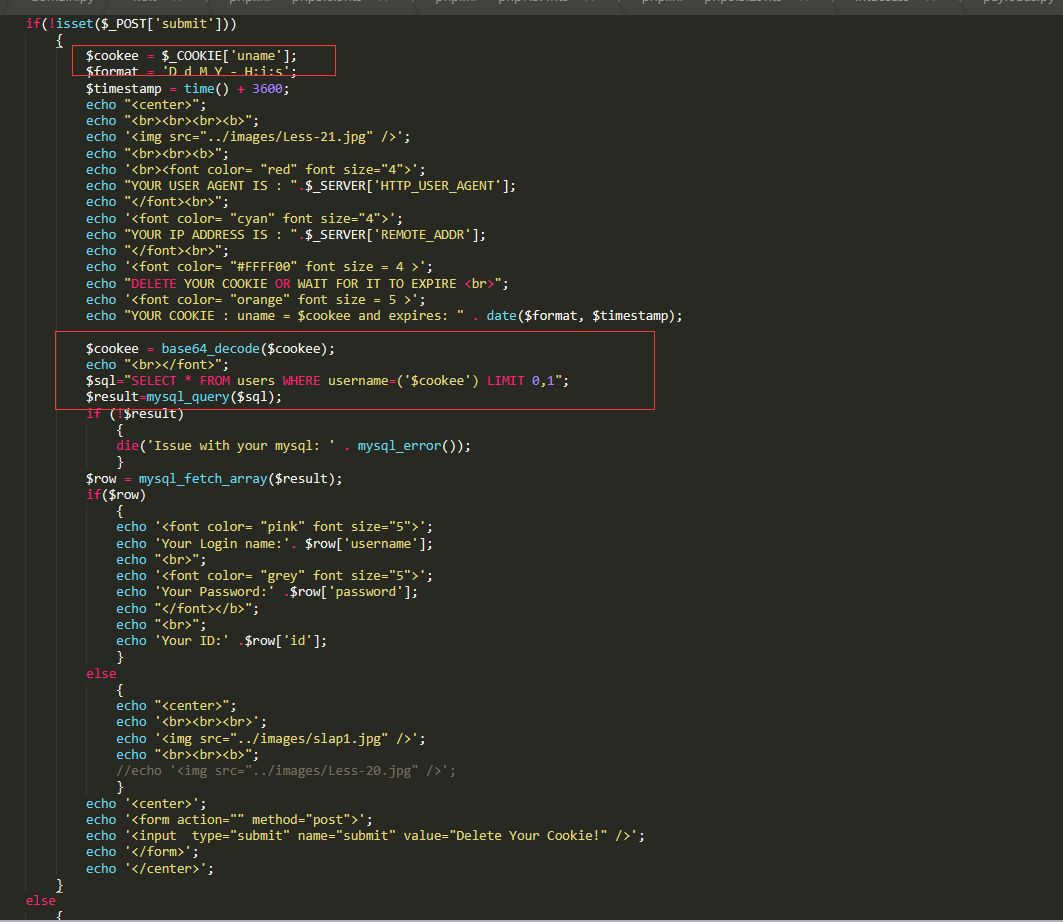 if(!isset($_POST['submit']))
{
$cookee = $_COOKIE['uname'];
$format = 'D d M Y - H:i:s';
$timestamp = time() + 3600;
echo "<center>";
echo "<br><br><br><b>";
echo '<img src="../images/Less-21.jpg" />';
echo "<br><br><b>";
echo '<br><font color= "red" font size="4">';
echo "YOUR USER AGENT IS : ".$_SERVER['HTTP_USER_AGENT'];
echo "</font><br>";
echo '<font color= "cyan" font size="4">';
echo "YOUR IP ADDRESS IS : ".$_SERVER['REMOTE_ADDR'];
echo "</font><br>";
echo '<font color= "#FFFF00" font size = 4 >';
echo "DELETE YOUR COOKIE OR WAIT FOR IT TO EXPIRE <br>";
echo '<font color= "orange" font size = 5 >';
echo "YOUR COOKIE : uname = $cookee and expires: " . date($format, $timestamp);
$cookee = base64_decode($cookee);
echo "<br></font>";
$sql="SELECT * FROM users WHERE username=('$cookee') LIMIT 0,1";
$result=mysql_query($sql);
if (!$result)
{
die('Issue with your mysql: ' . mysql_error());
}
$row = mysql_fetch_array($result);
if($row)
{
echo '<font color= "pink" font size="5">';
echo 'Your Login name:'. $row['username'];
echo "<br>";
echo '<font color= "grey" font size="5">';
echo 'Your Password:' .$row['password'];
echo "</font></b>";
echo "<br>";
echo 'Your ID:' .$row['id'];
}
else
{
echo "<center>";
echo '<br><br><br>';
echo '<img src="../images/slap1.jpg" />';
echo "<br><br><b>";
//echo '<img src="../images/Less-20.jpg" />';
}
echo '<center>';
echo '<form action="" method="post">';
echo '<input  type="submit" name="submit" value="Delete Your Cookie!" />';
echo '</form>';
echo '</center>';
}
else
{